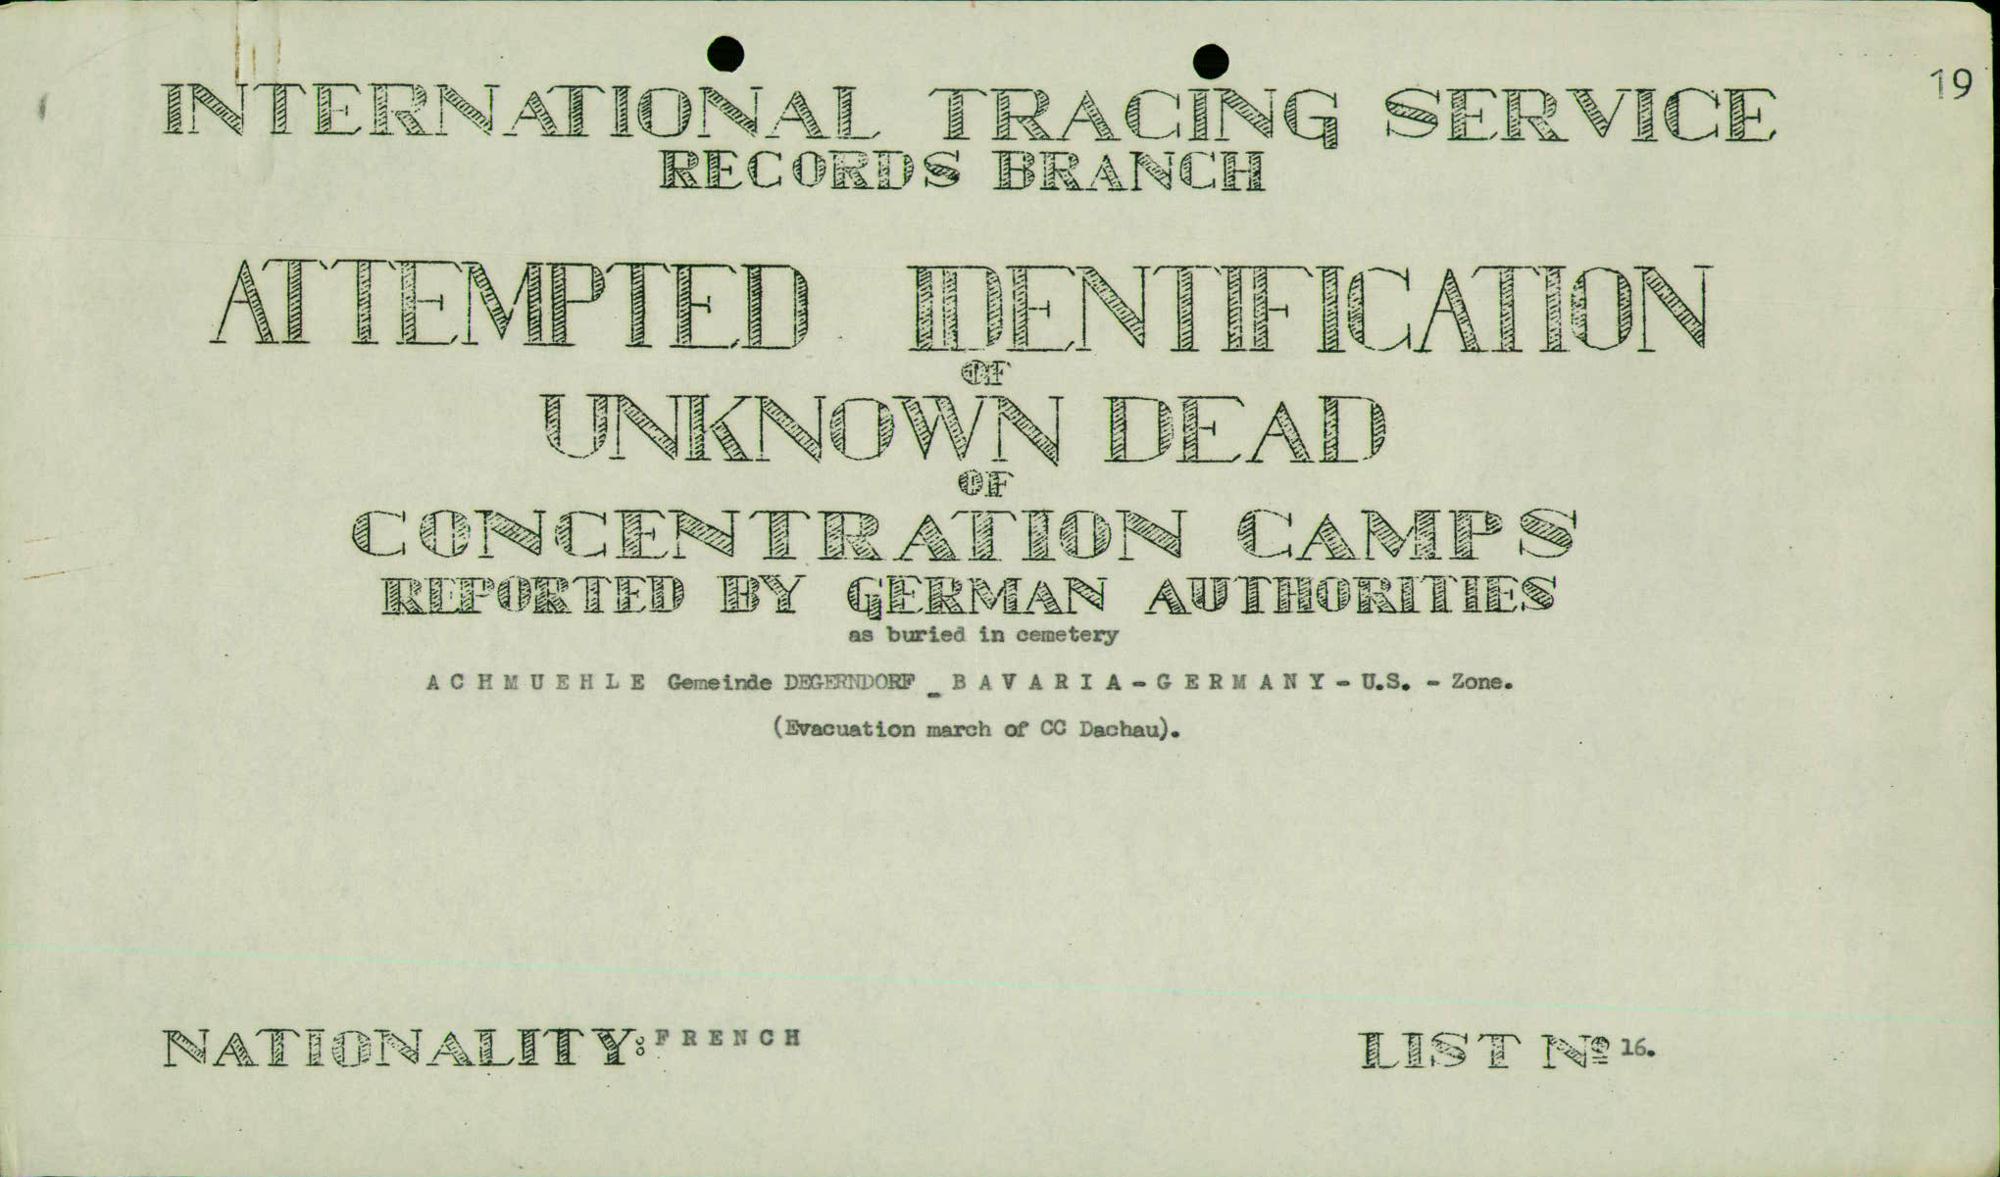 19
INTERNATIONAL TRACING SERVICE
RECORDS BRANCH
ATTEMPTED IDENTIFICATION
OF
UNKNOWN DEAD
OF
CONCENTRATION CAMPS
REPORTED BY GERMAN AUTHORITIES
as buried in cemetery
A C H M U E H L E Gemeinde DEGERNDORF _ B A V A R I A - G E R M A N Y - U.S. - Zone.
(Evacuation march of CC Dachau).
NATIONALITY: F R E N C H
LIST Nº 16.